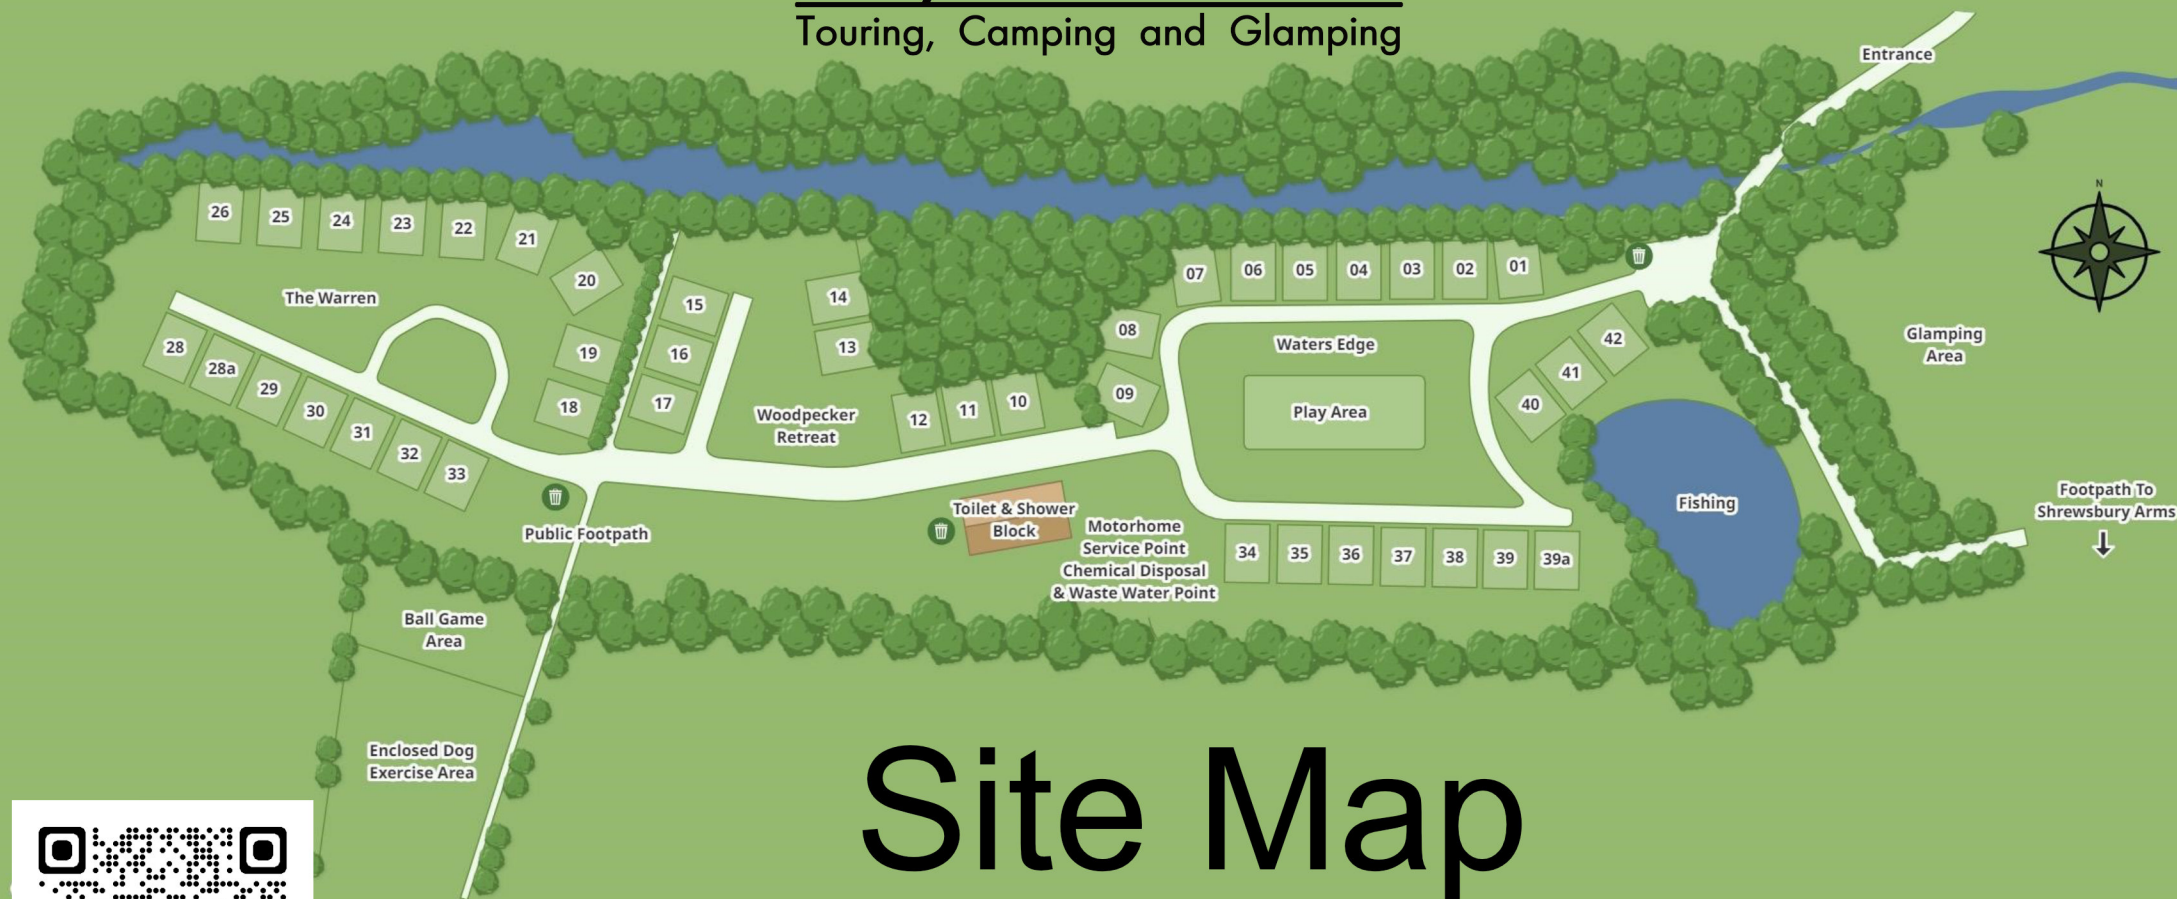 Touring, Camping and Glamping
Entrance
N
26
25
24
23
22
21
20
The Warren
28
28a
29
30
31
32
33
19
18
15
16
17
14
13
Woodpecker
Retreat
12
11
10
07
06
05
04
03
02
01
08
09
Waters Edge
Play Area
42
41
40
Glamping
Area
Fishing
Footpath To
Shrewsbury Arms
Public Footpath
Toilet & Shower
Block
Motorhome
Service Point
Chemical Disposal
& Waste Water Point
34
35
36
37
38
39
39a
Ball Game
Area
Enclosed Dog
Exercise Area
Site Map